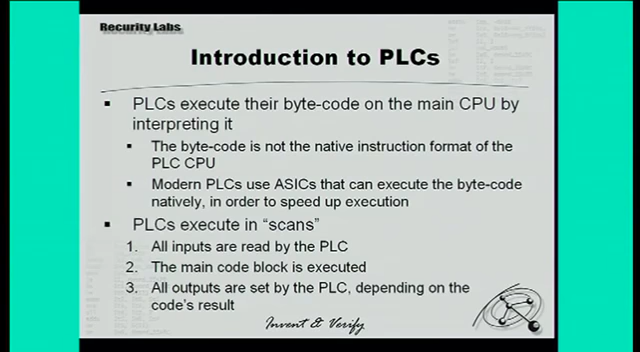 Recurity Labs
Introduction to PLCs
PLCs execute their byte-code on the main CPU by
interpreting it
The byte-code is not the native instruction format of the
PLC CPU
Modern PLCs use ASICs that can execute the byte-code
natively, in order to speed up execution
PLCs execute in “scans”
1. All inputs are read by the PLC
2. The main code block is executed
3. All outputs are set by the PLC, depending on the
code's result
Invent & Verify